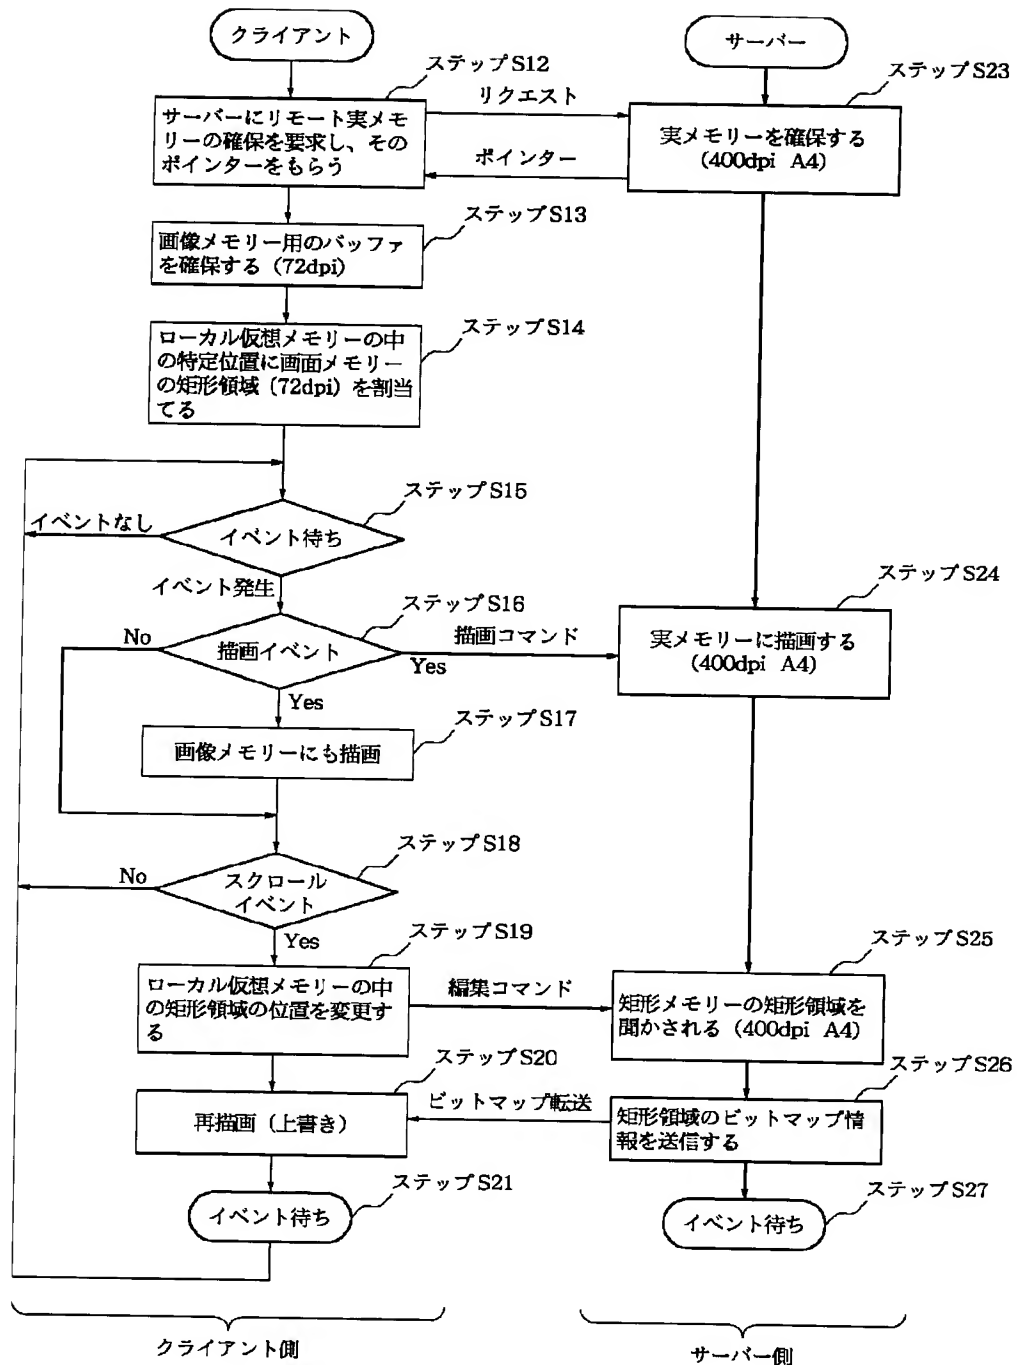 クライアント
サーバー
ステップS12
ステップS23
サーバーにリモート実メモ
リーの確保を要求し、その
ポインターをもらう
リクエスト
ポインター
実メモリーを確保する
(400dpi A4)
ステップS13
画像メモリー用のバッファ
を確保する(72dpi)
ステップS14
ローカル仮想メモリーの中
の特定位置に画面メモリー
の矩形領域(72dpi)を割当
てる
ステップS15
イベントなし
イベント待ち
イベント発生
ステップS16
ステップS24
No
描画イベント
描画コマンド
Yes
実メモリーに描画する
(400dpi A4)
Yes
ステップS17
画像メモリーにも描画
ステップS18
No
スクロール
イベント
Yes
ステップS19
ステップS25
ローカル仮想メモリーの中
の矩形領域の位置を変更す
る
編集コマンド
矩形メモリーの矩形領域を
聞かされる(400dpi A4)
ステップS20
ステップS26
再描画(上書き)
ビットマップ転送
矩形領域のビットマップ情
報を送信する
ステップS21
ステップS27
イベント待ち
イベント待ち
クライアント側
サーバー側